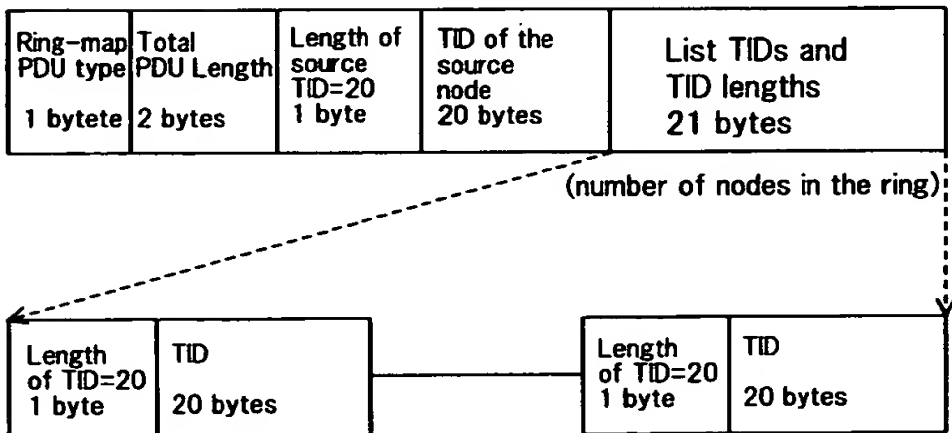 Ring-map
PDU type
1 bytete
Total
PDU Length
2 bytes
Length of
source
TID=20
1 byte
TID of the
source
node
20 bytes
List TIDs and
TID lengths
21 bytes
(number of nodes in the ring)
Length
of TID=20
1 byte
TID
20 bytes
Length
of TID=20
1 byte
TID
20 bytes